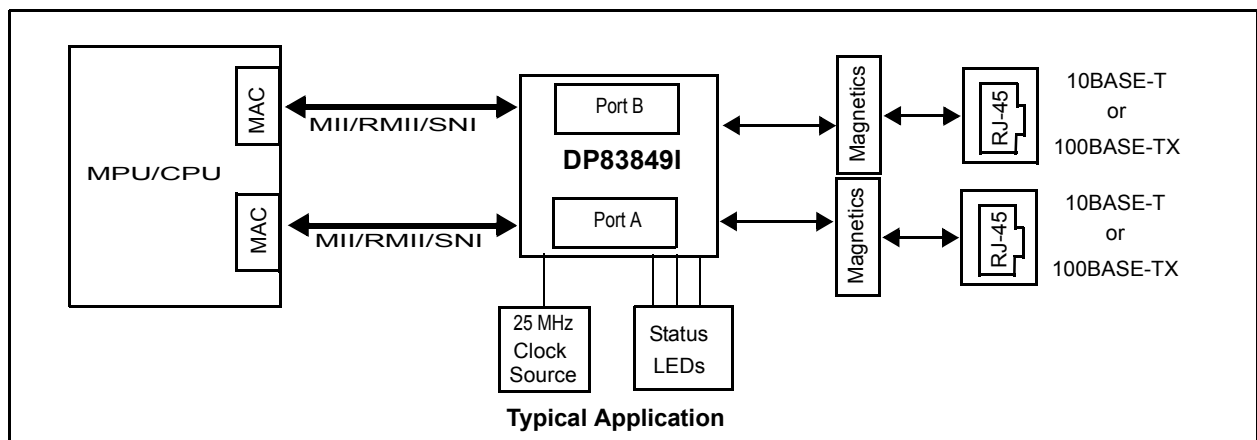 MPU/CPU
MAC
MII/RMII/SNI
MAC
MII/RMII/SNI
Port B
DP83849I
Port A
25 MHz
Clock
Source
Status
LEDs
Magnetics
Magnetics
RJ-45
10BASE-T
or
100BASE-TX
RJ-45
10BASE-T
or
100BASE-TX
Typical Application